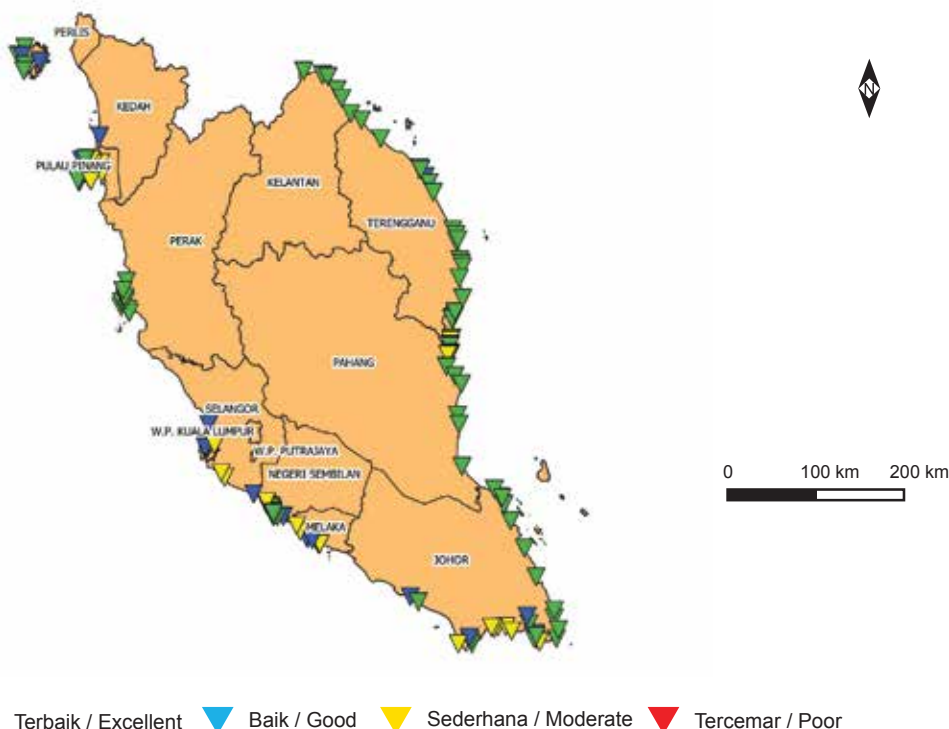 PERLIS
N
KEDAH
PULAU PINANG
KELANTAN
TERENGGANU
PERAK
PAHANG
SELANGOR
W.P. KUALA LUMPUR
W.P. PUTRAJAYA
NEGERI SEMBILAN
0 100 km 200 km
MELAKA
JOHOR
Terbaik / Excellent Baik / Good Sederhana / Moderate Tercemar / Poor